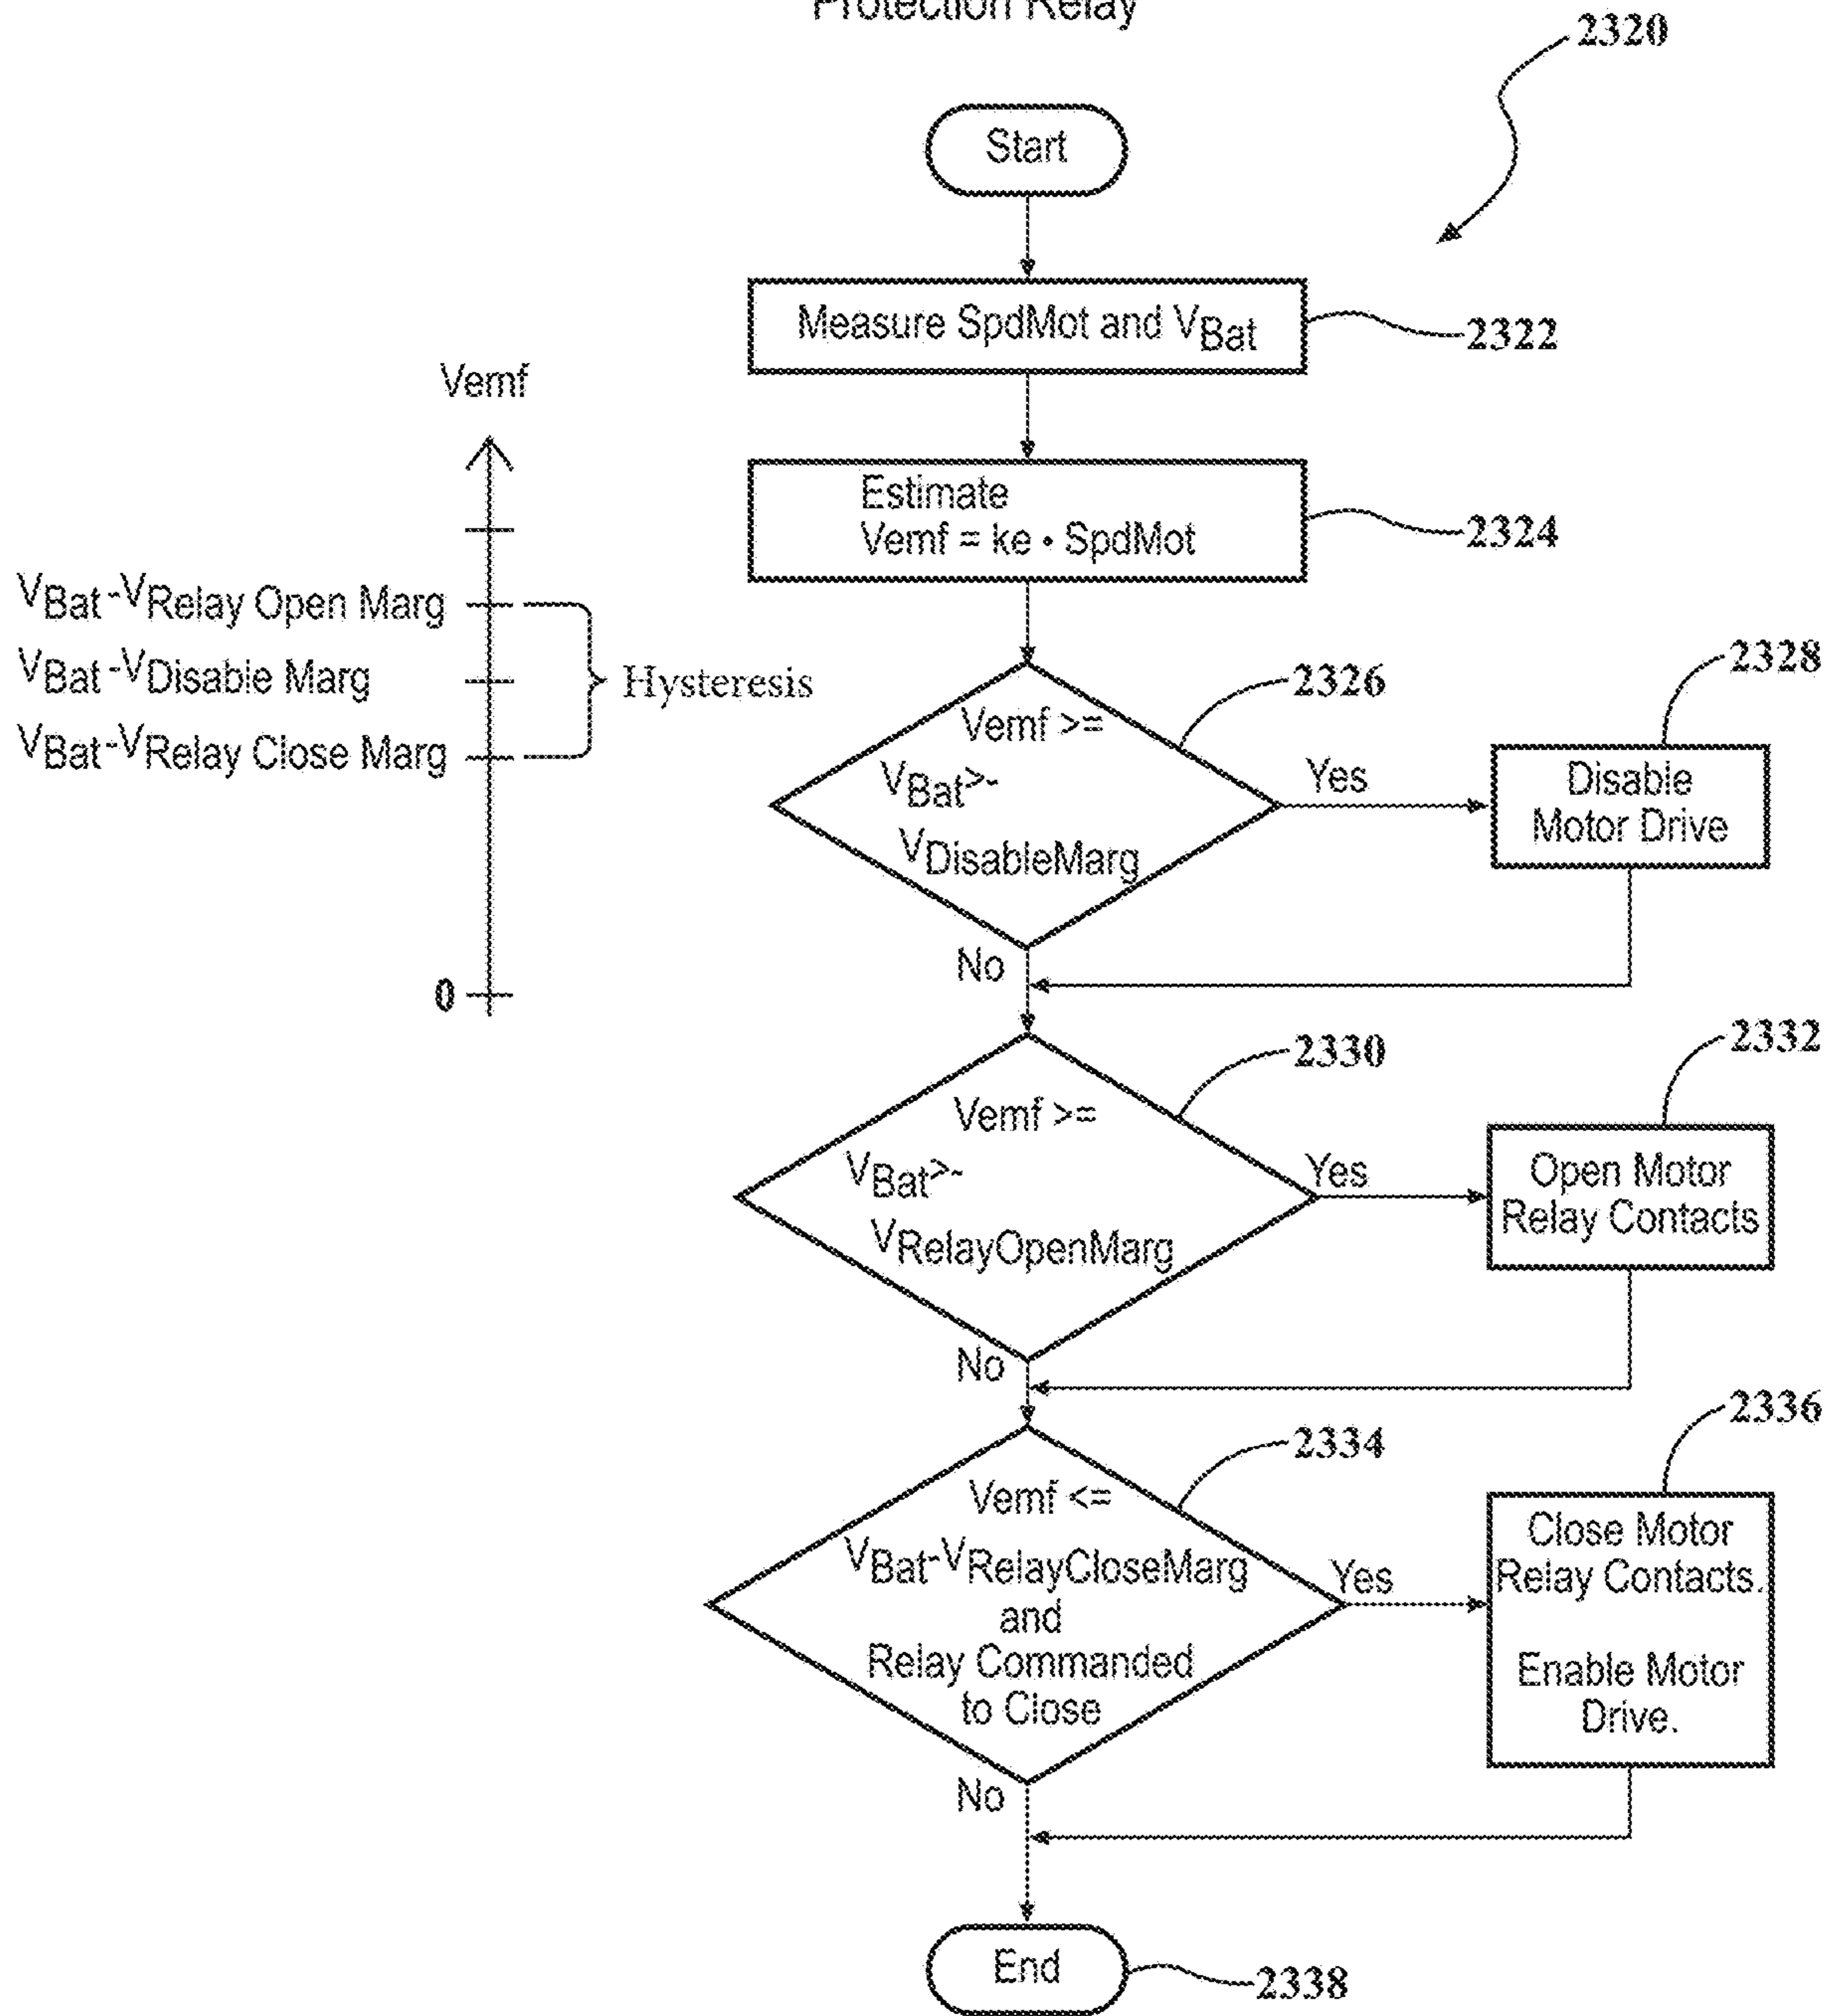 Protection Relay
2320
Start
Measure SpdMot and VBat
2322
Vemf
Estimate
Vemf = ke • SpdMot
2324
VBat-VRelay Open Marg
VBat-VDisable Marg
VBat-VRelay Close Marg
Hysteresis
0
2326
Vemf >=
VBat>-
VDisableMarg
Yes
2328
Disable
Motor Drive
No
2330
Vemf >=
VBat>-
VRelayOpenMarg
Yes
2332
Open Motor
Relay Contacts
No
2334
Vemf <=
VBat-VRelayCloseMarg
and
Relay Commanded
to Close
Yes
2336
Close Motor
Relay Contacts.
Enable Motor
Drive.
No
End
2338